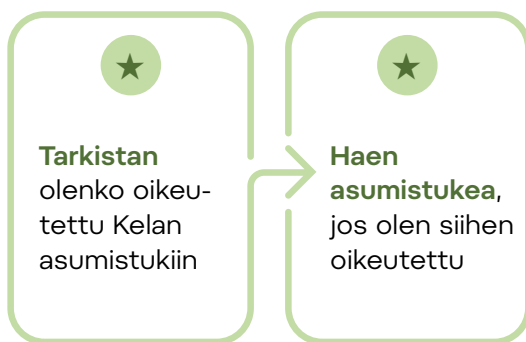 Tarkistan
olenko oikeu-
tettu Kelan
asumistukiin
Haen
asumistukea,
jos olen siihen
oikeutettu